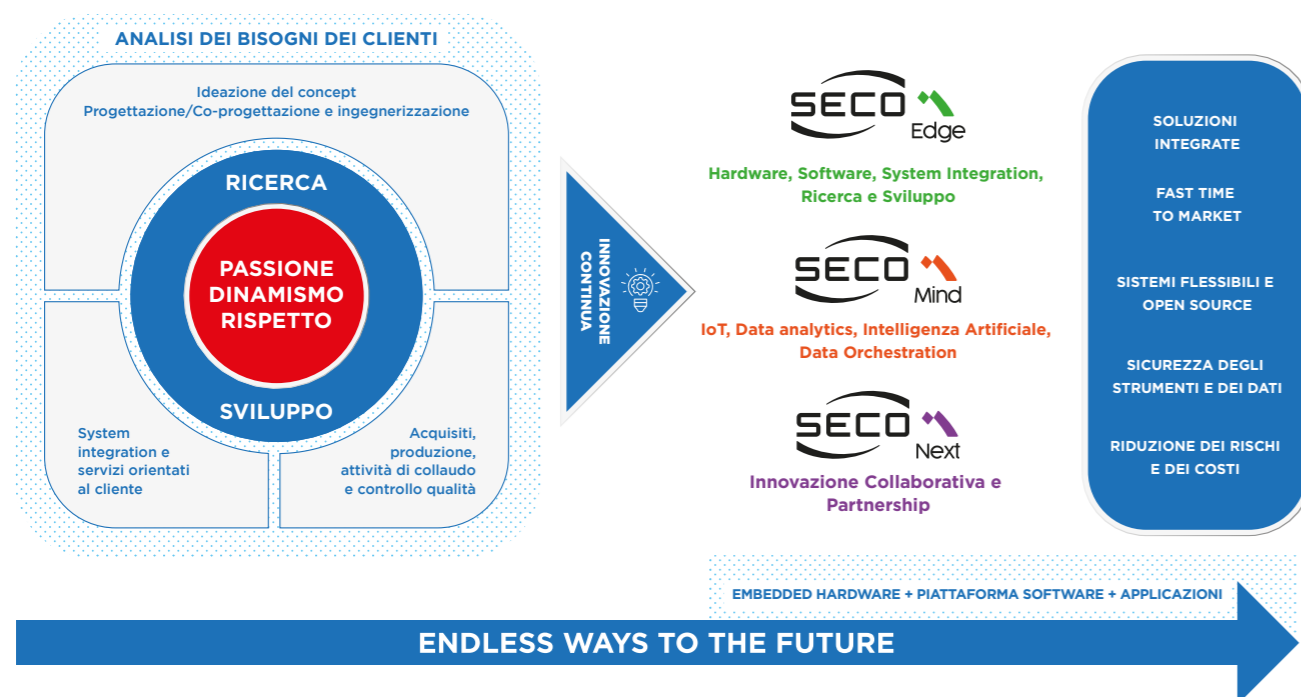 ANALISI DEI BISOGNI DEI CLIENTI
Ideazione del concept
Progettazione/Co-progettazione e ingegnerizzazione
RICERCA
PASSIONE
DINAMISMO
RISPETTO
SVILUPPO
System
integration e
servizi orientati
al cliente
Acquisiti,
produzione,
attività di collaudo
e controllo qualità
INNOVAZIONE
CONTINUA
SECO
Edge
Hardware, Software, System Integration,
Ricerca e Sviluppo
SECO
Mind
IoT, Data analytics, Intelligenza Artificiale,
Data Orchestration
SECO
Next
Innovazione Collaborativa e
Partnership
SOLUZIONI
INTEGRATE
FAST TIME
TO MARKET
SISTEMI FLESSIBILI E
OPEN SOURCE
SICUREZZA DEGLI
STRUMENTI E DEI DATI
RIDUZIONE DEI RISCHI
E DEI COSTI
EMBEDDED HARDWARE + PIATTAFORMA SOFTWARE + APPLICAZIONI
ENDLESS WAYS TO THE FUTURE